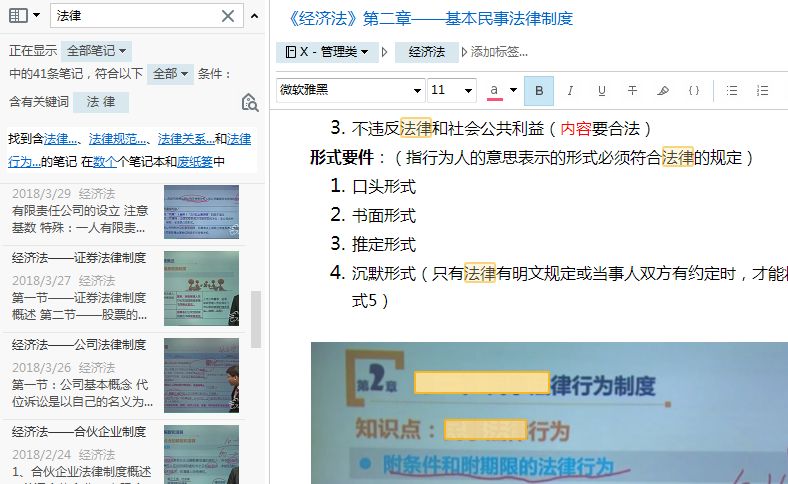 法律
正在显示 全部笔记
中的41条笔记，符合以下 全部 条件：
含有关键词 法 律
找到含法律...、法律规范...、法律关系...和法律
行为...的笔记 在数个个笔记本和废纸篓中
2018/3/29 经济法
有限责任公司的设立 注意
基数 特殊：一人有限责...
经济法——证券法律制度
2018/3/27 经济法
第一节——证券法律制度
概述 第二节——股票的...
经济法——公司法律制度
2018/3/26 经济法
第一节：公司基本概念 代
位诉讼是以自己的名义为...
经济法——合伙企业制度
2018/2/24 经济法
1、合伙企业法律制度概述
《经济法》第二章——基本民事法律制度
X - 管理类
经济法
添加标签...
微软雅黑 11 a B I U T
3. 不违反法律和社会公共利益（内容要合法）
形式要件：（指行为人的意思表示的形式必须符合法律的规定）
1. 口头形式
2. 书面形式
3. 推定形式
4. 沉默形式（只有法律有明文规定或当事人双方有约定时，才能
式5）
第2章
律行为制度
知识点：
行为
附条件和附期限的法律行为